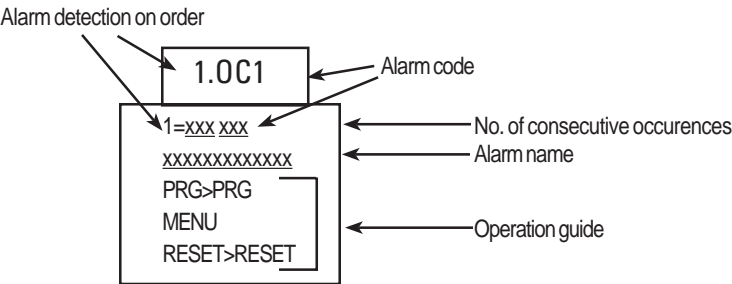 Alarm detection on order
1.0C1
Alarm code
1=xxx xxx
No. of consecutive occurences
xxxxxxxxxxxxx
Alarm name
PRG>PRG
MENU
Operation guide
RESET>RESET